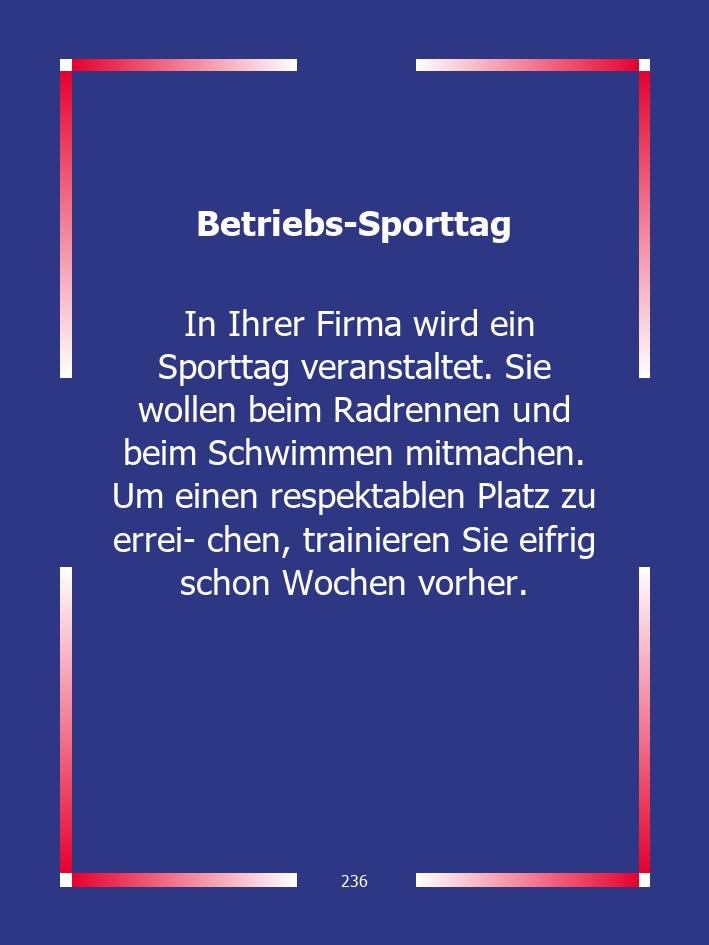 Betriebs-Sporttag
In Ihrer Firma wird ein
Sporttag veranstaltet. Sie
wollen beim Radrennen und
beim Schwimmen mitmachen.
Um einen respektablen Platz zu
errei- chen, trainieren Sie eifrig
schon Wochen vorher.
236